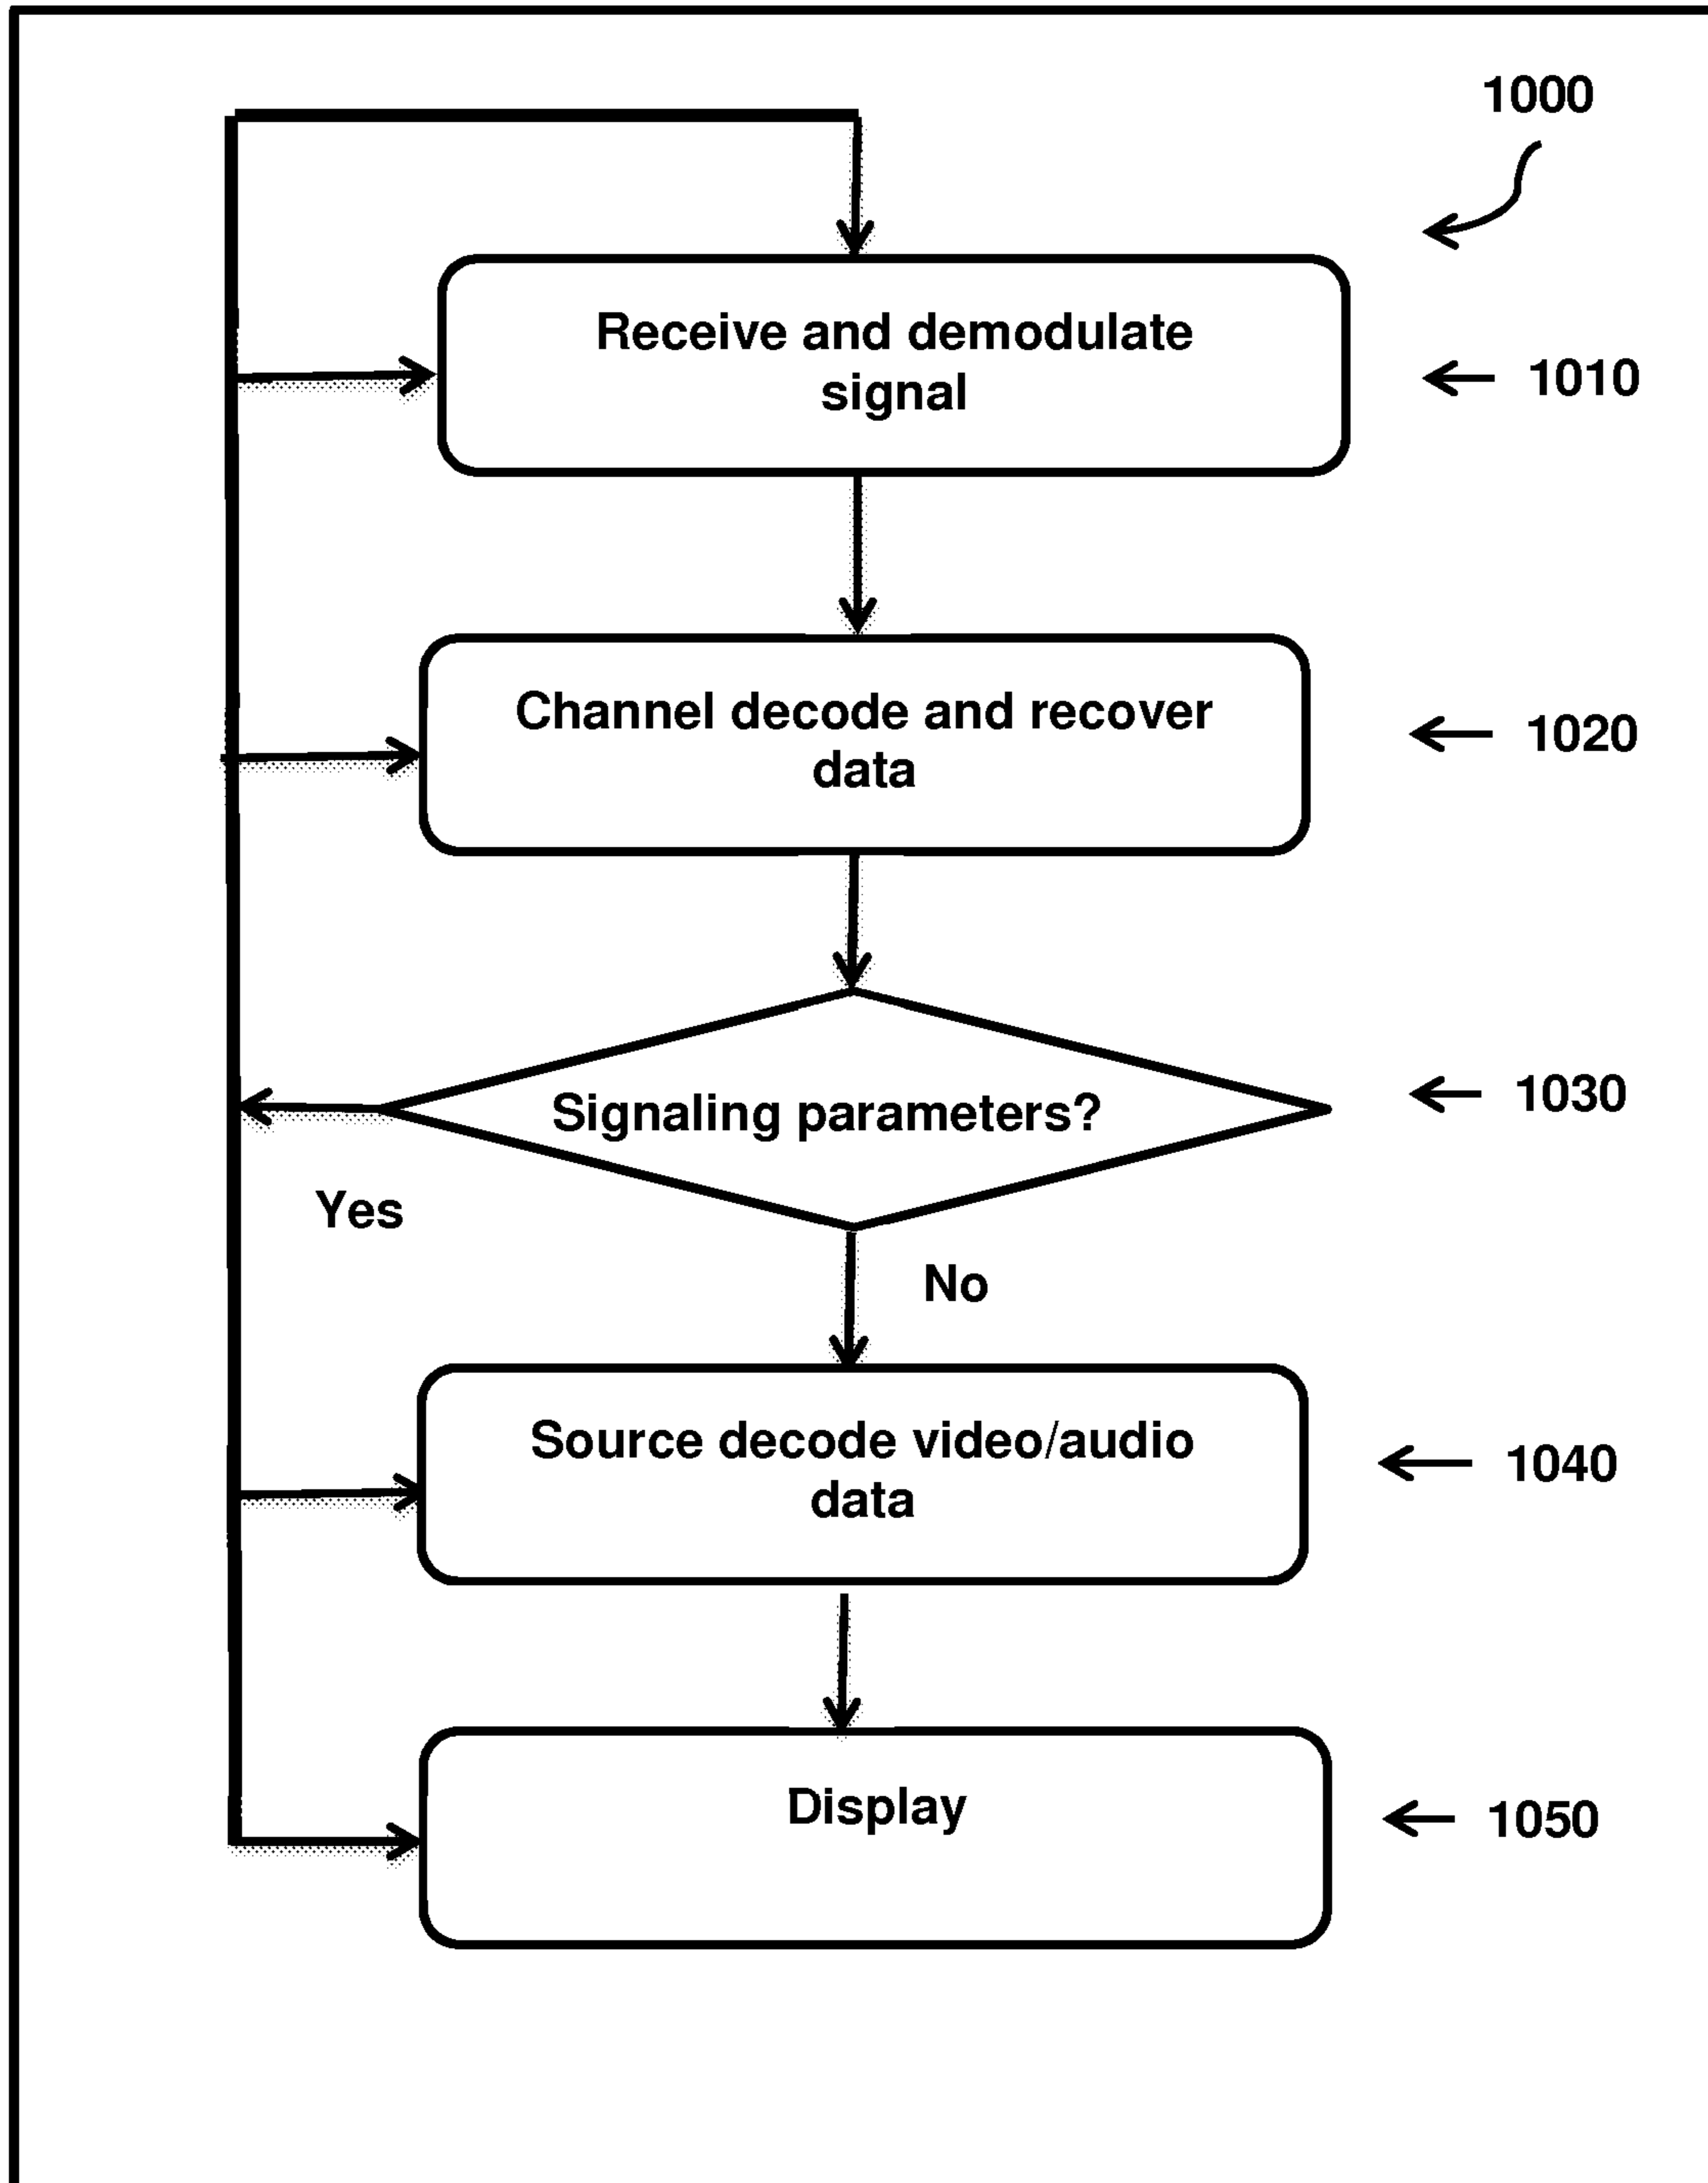 1000
Receive and demodulate
signal
1010
Channel decode and recover
data
1020
Signaling parameters?
1030
Yes
No
Source decode video/audio
data
1040
Display
1050